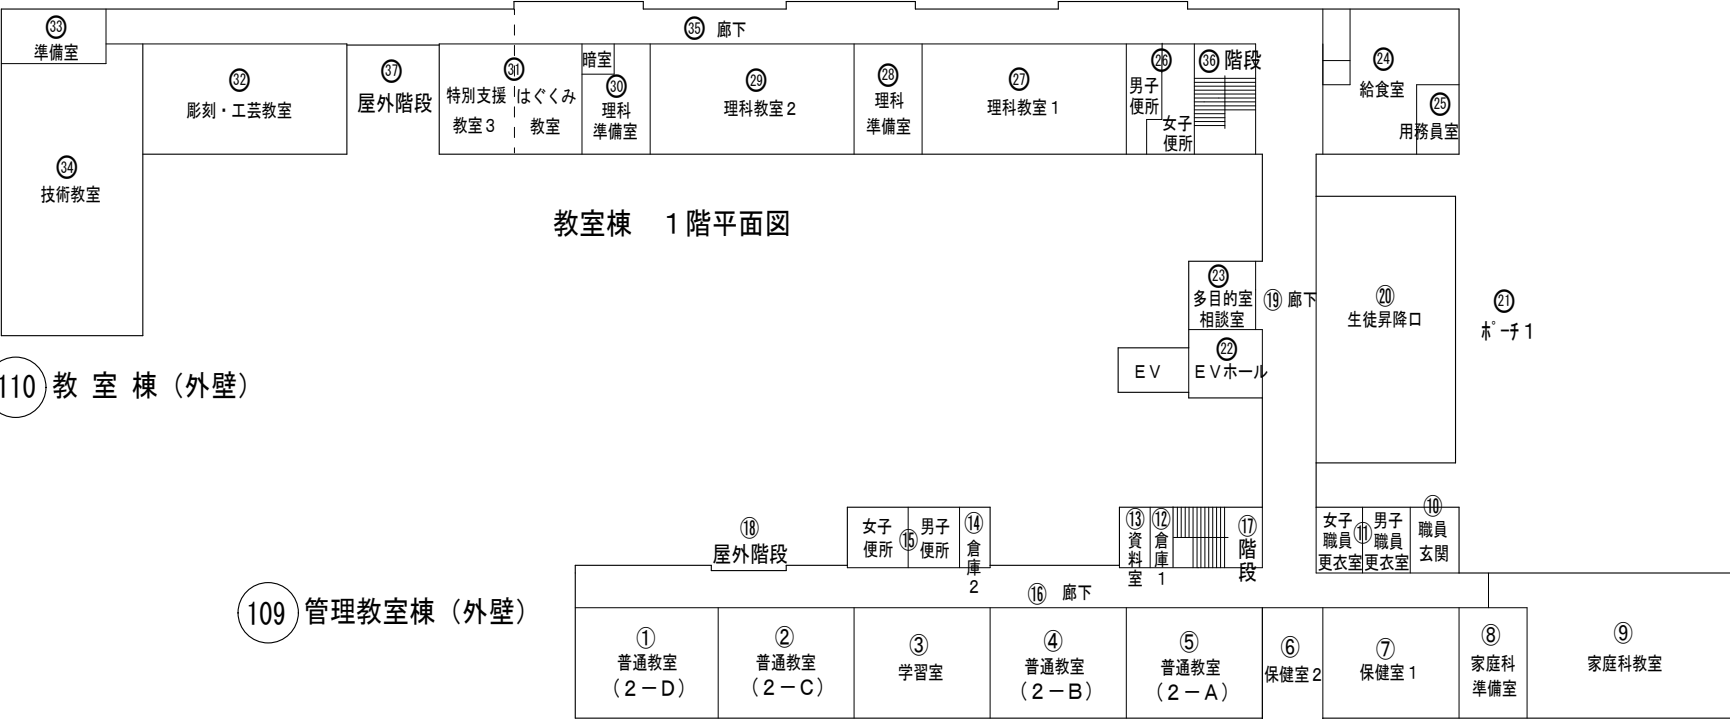 ㉝
準備室
㉟ 廊下
㉜
彫刻・工芸教室
㊲
屋外階段
㉛
特別支援
教室３
はぐくみ
教室
暗室
㉚
理科
準備室
㉙
理科教室２
㉘
理科
準備室
㉗
理科教室１
㉖
男子
便所
女子
便所
㊱ 階段
㉔
給食室
㉕
用務員室
㉞
技術教室
教室棟　１階平面図
㉓
多目的室
相談室
⑲ 廊下
⑳
生徒昇降口
㉑
ﾎﾟｰﾁ１
㉒
ＥＶホール
ＥＶ
110 教 室 棟（外壁）
⑱
屋外階段
女子
便所
⑮
男子
便所
⑭
倉庫２
⑬
資料室
⑫
倉庫１
⑰
階段
女子
職員
更衣室
⑪
男子
職員
更衣室
⑩
職員
玄関
109 管理教室棟（外壁）
⑯ 廊下
①
普通教室
（２－Ｄ）
②
普通教室
（２－Ｃ）
③
学習室
④
普通教室
（２－Ｂ）
⑤
普通教室
（２－Ａ）
⑥
保健室２
⑦
保健室１
⑧
家庭科
準備室
⑨
家庭科教室